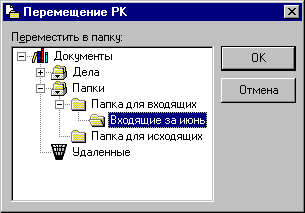 Перемещение РК
Переместить в папку:
Документы
Дела
Папки
Папка для входящих
Входящие за июнь
Папка для исходящих
Удаленные
OK
Отмена